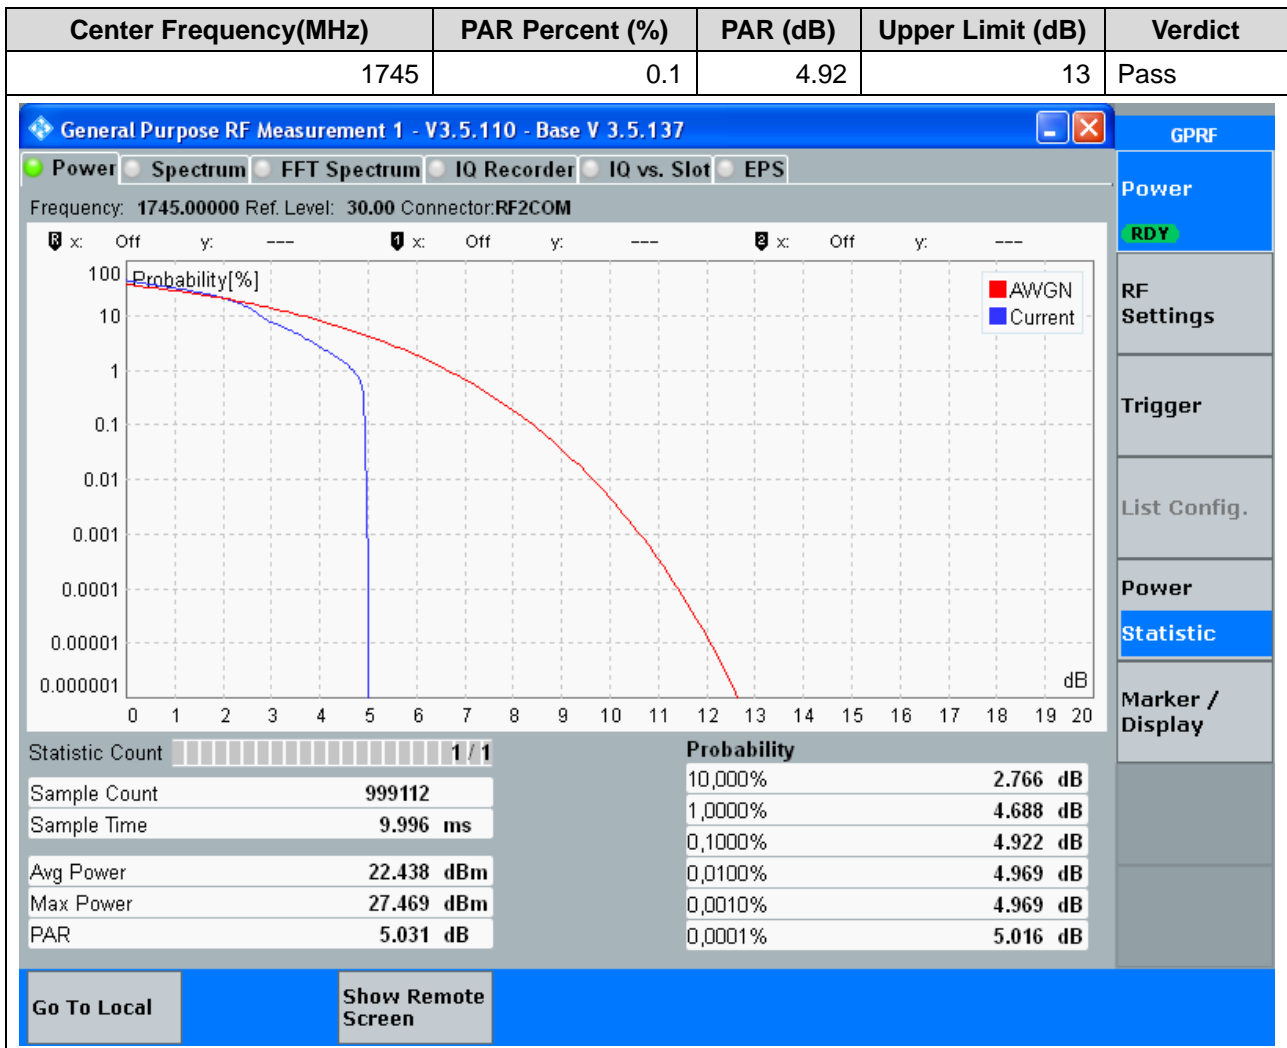 Center Frequency(MHz) PAR Percent (%) PAR (dB) Upper Limit (dB) Verdict
1745 0.1 4.92 13 Pass
General Purpose RF Measurement 1 - V3.5.110 - Base V 3.5.137
GPRF
Power Spectrum FFT Spectrum IQ Recorder IQ vs. Slot EPS
Power
RDY
Frequency: 1745.00000 Ref. Level: 30.00 Connector:RF2COM
R x: Off y: --- 1 x: Off y: --- 2 x: Off y: ---
Probability[%]
100
10
1
0.1
0.01
0.001
0.0001
0.00001
0.000001
AWGN
Current
dB
0 1 2 3 4 5 6 7 8 9 10 11 12 13 14 15 16 17 18 19 20
RF
Settings
Trigger
List Config.
Power
Statistic
Marker /
Display
Statistic Count 1 / 1
Sample Count 999112
Sample Time 9.996 ms
Avg Power 22.438 dBm
Max Power 27.469 dBm
PAR 5.031 dB
Probability
10,000% 2.766 dB
1,0000% 4.688 dB
0,1000% 4.922 dB
0,0100% 4.969 dB
0,0010% 4.969 dB
0,0001% 5.016 dB
Go To Local
Show Remote
Screen